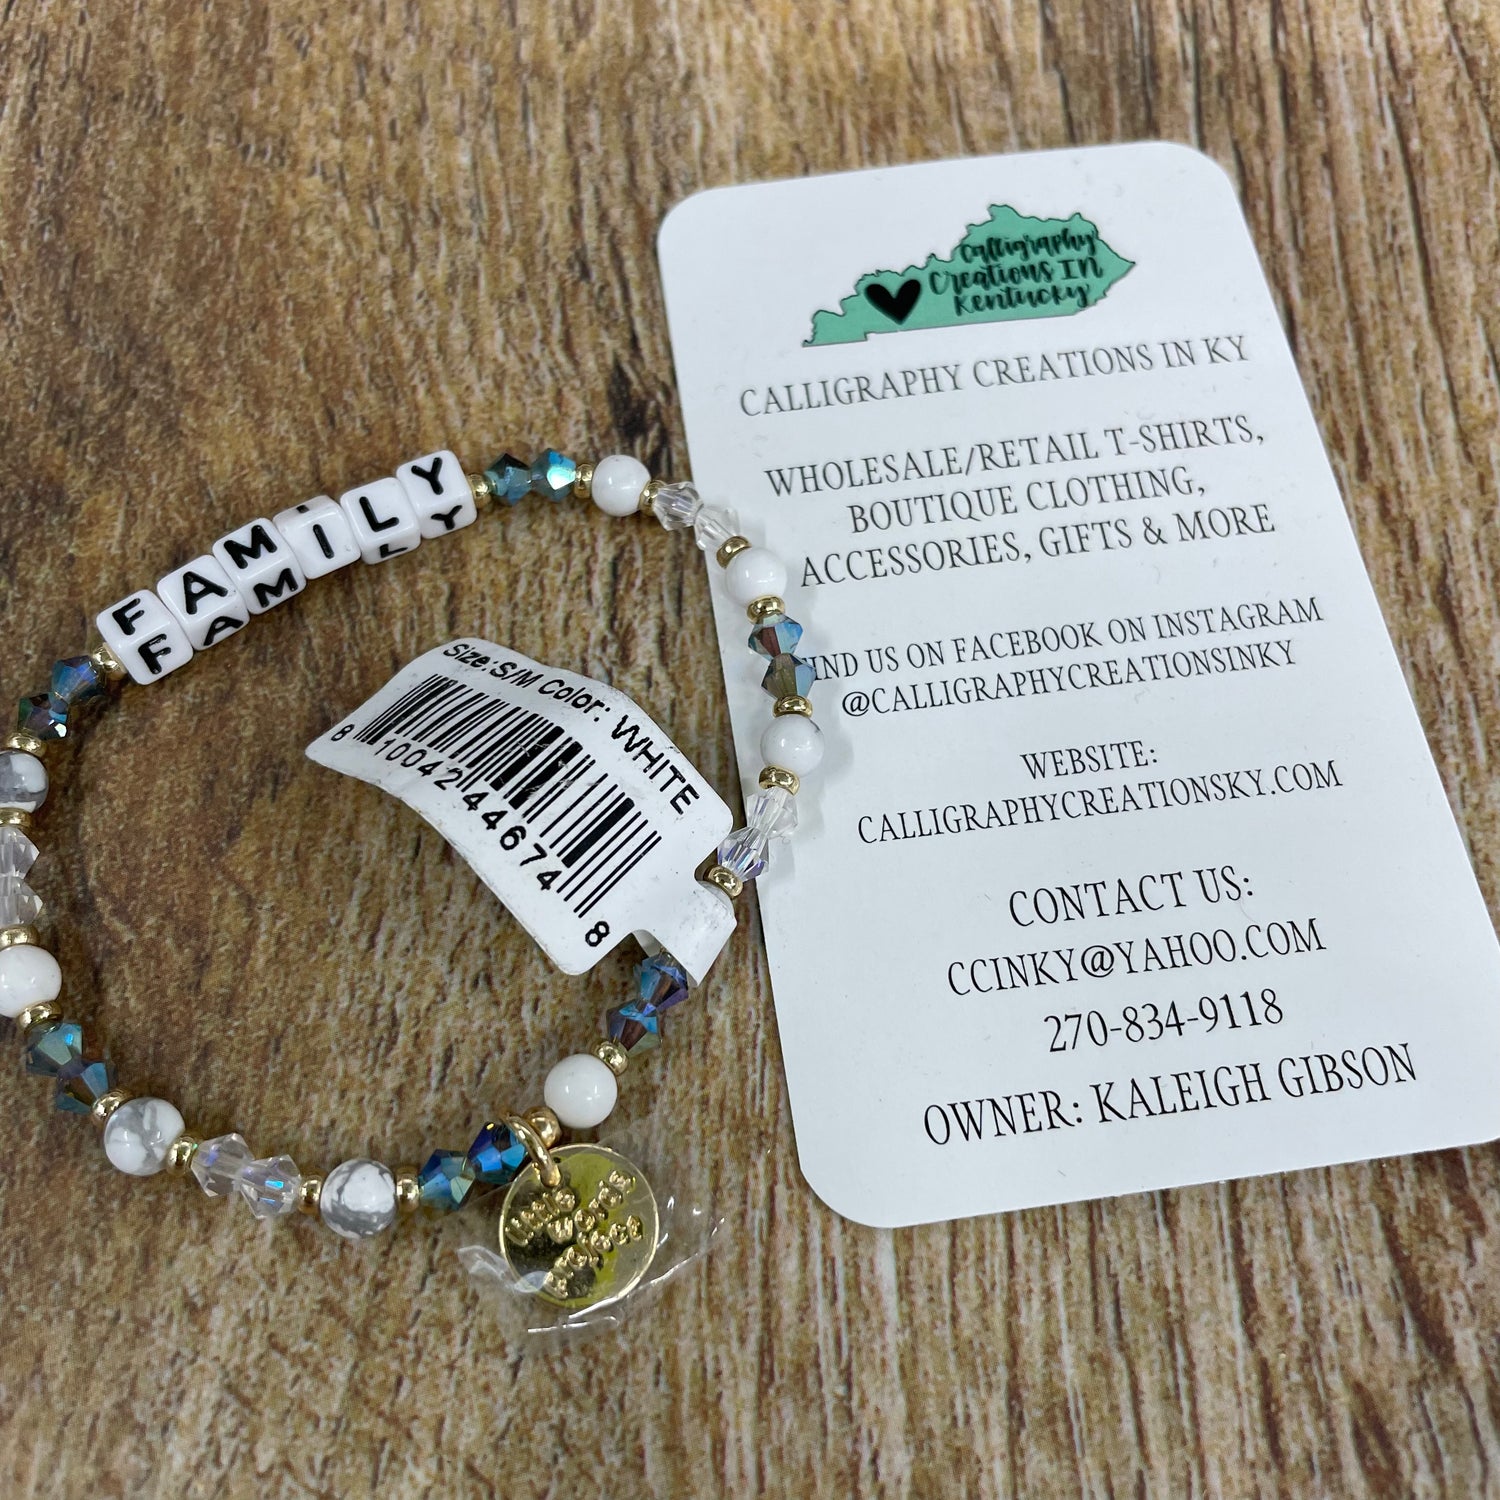 FAMILY
FAMLY
Size:S/M Color: WHITE
8 10042 44674 8
little
words
project
Calligraphy
Creations IN
Kentucky
CALLIGRAPHY CREATIONS IN KY
WHOLESALE/RETAIL T-SHIRTS,
BOUTIQUE CLOTHING,
ACCESSORIES, GIFTS & MORE
IND US ON FACEBOOK ON INSTAGRAM
@CALLIGRAPHYCREATIONSINKY
WEBSITE:
CALLIGRAPHYCREATIONSKY.COM
CONTACT US:
CCINKY@YAHOO.COM
270-834-9118
OWNER: KALEIGH GIBSON